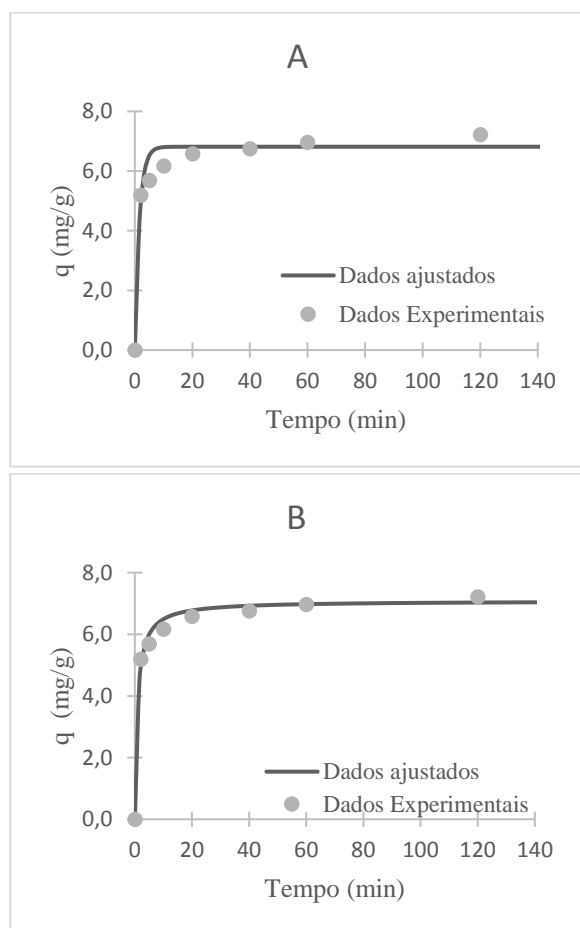 A
8,0
6,0
4,0
2,0
0,0
q (mg/g)
Dados ajustados
Dados Experimentais
0 20 40 60 80 100 120 140
Tempo (min)
B
8,0
6,0
4,0
2,0
0,0
q (mg/g)
Dados ajustados
Dados Experimentais
0 20 40 60 80 100 120 140
Tempo (min)